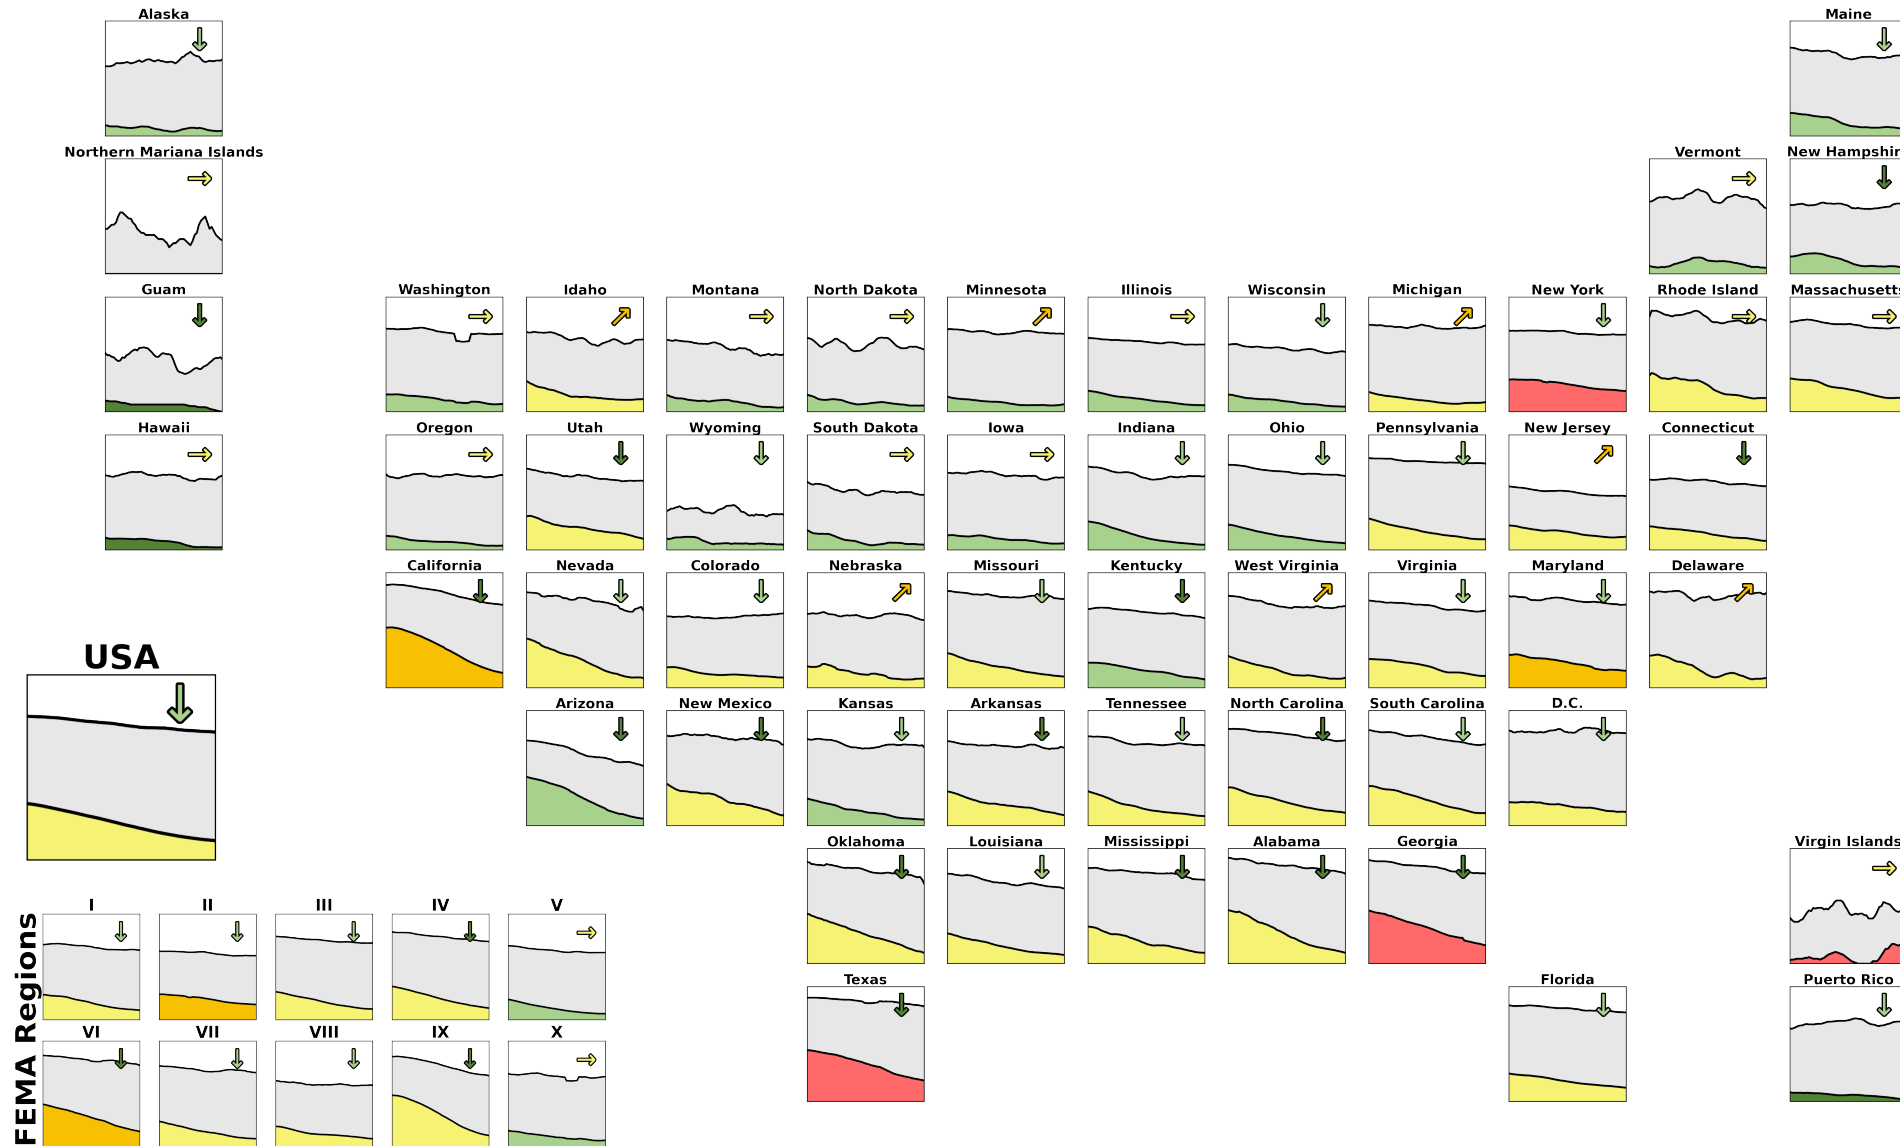 Alaska
Maine
Northern Mariana Islands
Vermont
New Hampshir
Guam
Washington
Idaho
Montana
North Dakota
Minnesota
Illinois
Wisconsin
Michigan
New York
Rhode Island
Massachusetts
Hawaii
Oregon
Utah
Wyoming
South Dakota
Iowa
Indiana
Ohio
Pennsylvania
New Jersey
Connecticut
California
Nevada
Colorado
Nebraska
Missouri
Kentucky
West Virginia
Virginia
Maryland
Delaware
USA
Arizona
New Mexico
Kansas
Arkansas
Tennessee
North Carolina
South Carolina
D.C.
Oklahoma
Louisiana
Mississippi
Alabama
Georgia
Virgin Islands
FEMA Regions
I
II
III
IV
V
Texas
Florida
Puerto Rico
VI
VII
VIII
IX
X